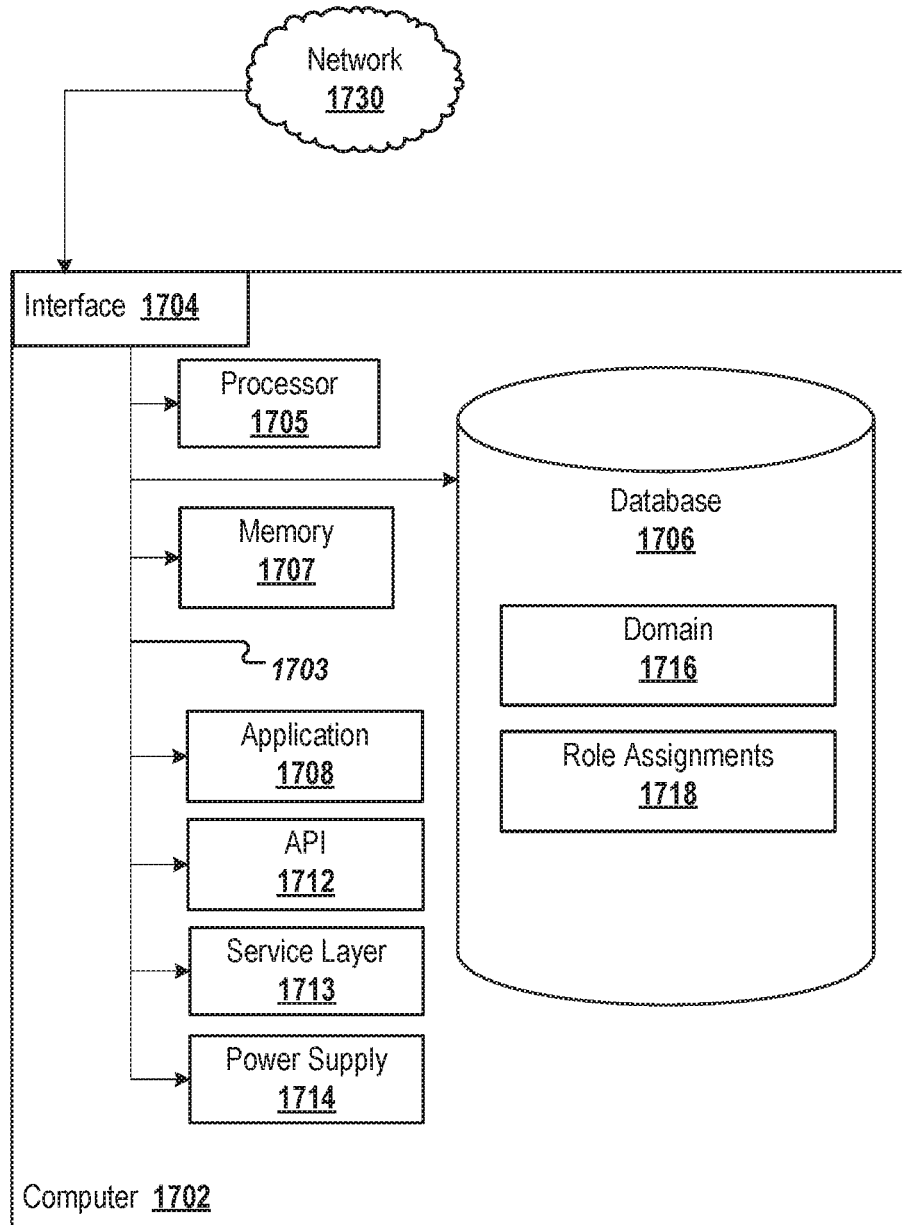 Network
1730
Interface 1704
Processor
1705
Database
1706
Memory
1707
Domain
1716
1703
Application
1708
Role Assignments
1718
API
1712
Service Layer
1713
Power Supply
1714
Computer 1702